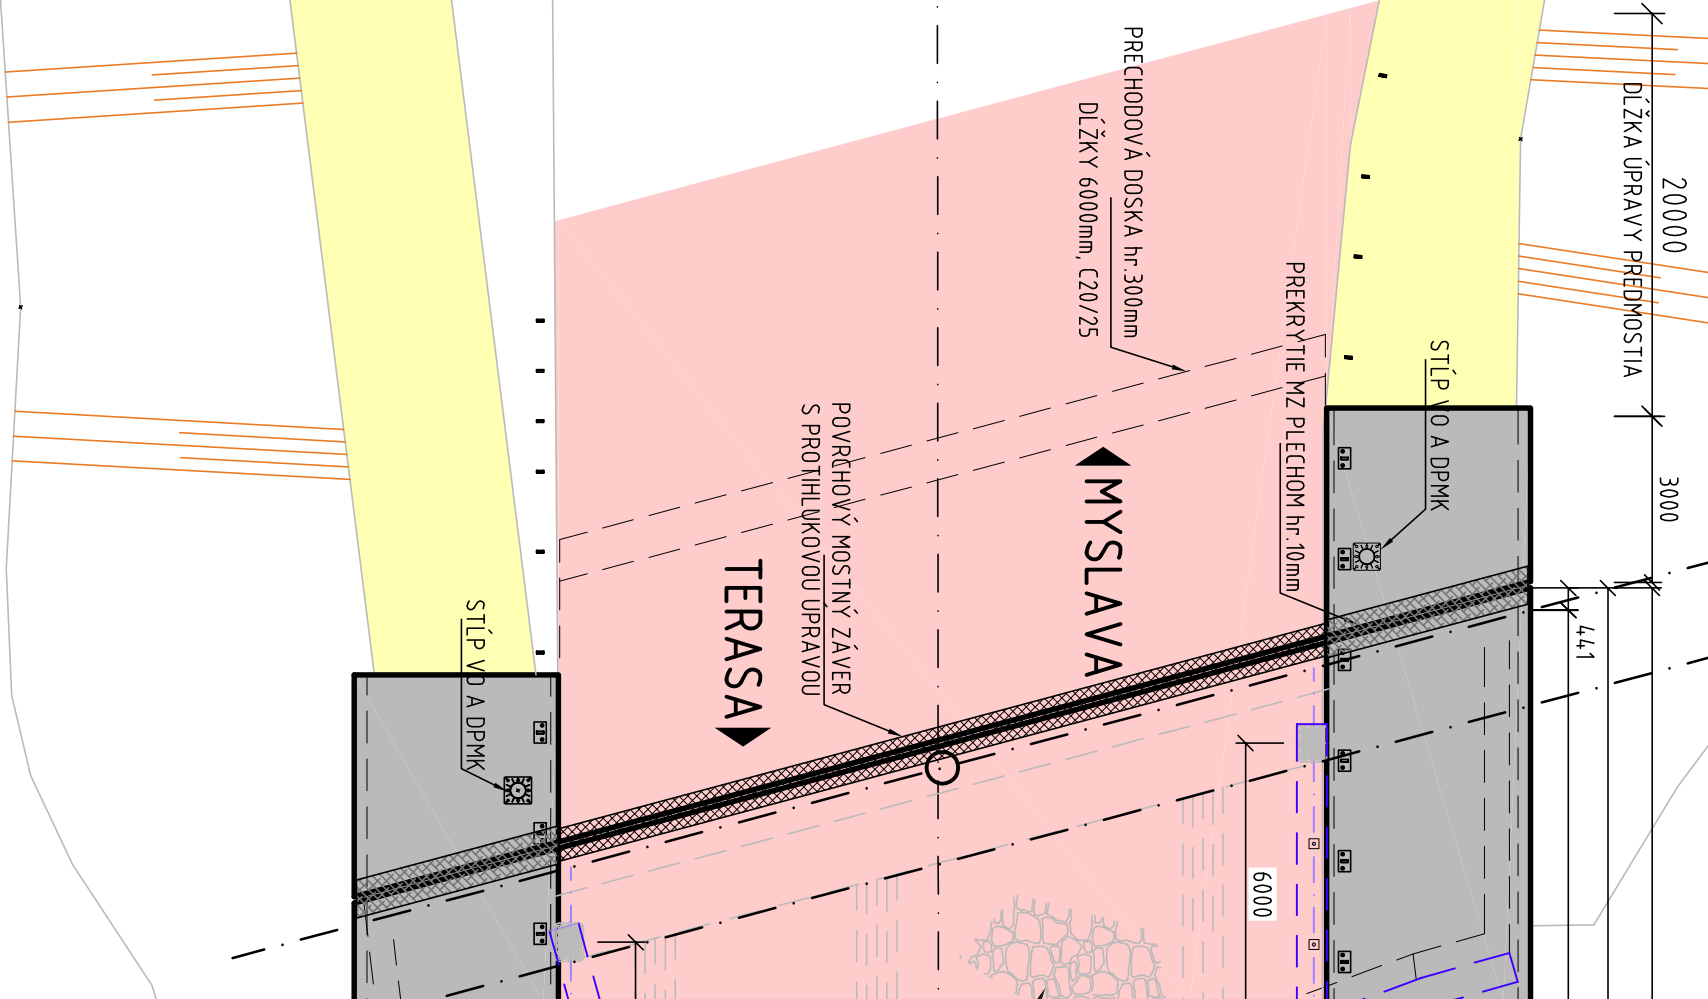 PRECHODOVÁ DOSKA hr.300mm
DĹŽKY 6000mm, C20/25
PREKRYTIE MZ PLECHOM hr.10mm
STĹP VO A DPMK
DĹŽKA ÚPRAVY PREDMOSTIA
20000
3000
441
MYSLAVA
TERASA
POVRCHOVÝ MOSTNÝ ZÁVER
S PROTIHLUKOVOU ÚPRAVOU
STĹP VO A DPMK
6000